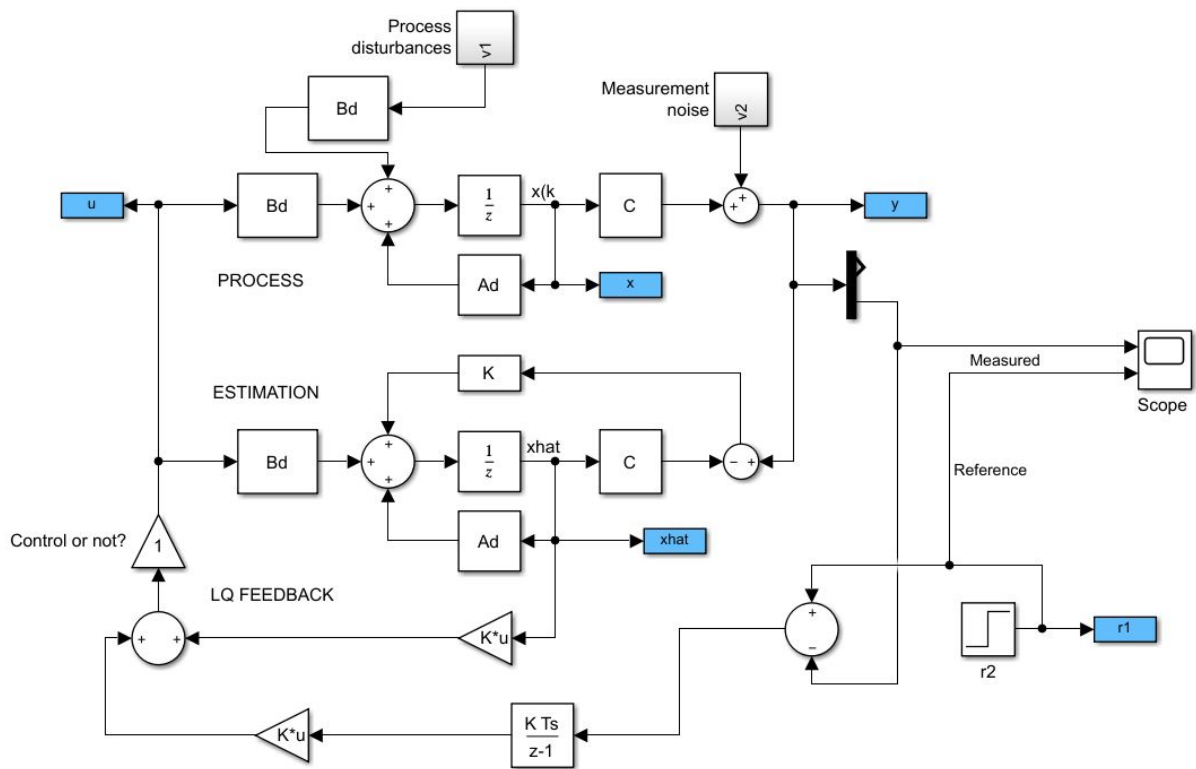 Process
disturbances
v1
Bd
Measurement
noise
v2
u
Bd
+
+
+
1
z
x(k
C
+
+
y
PROCESS
Ad
x
K
Measured
Scope
ESTIMATION
Bd
+
+
+
1
z
xhat
C
-
+
Reference
Control or not?
1
Ad
xhat
LQ FEEDBACK
+
+
K*u
+
-
r2
r1
K*u
K Ts
z-1